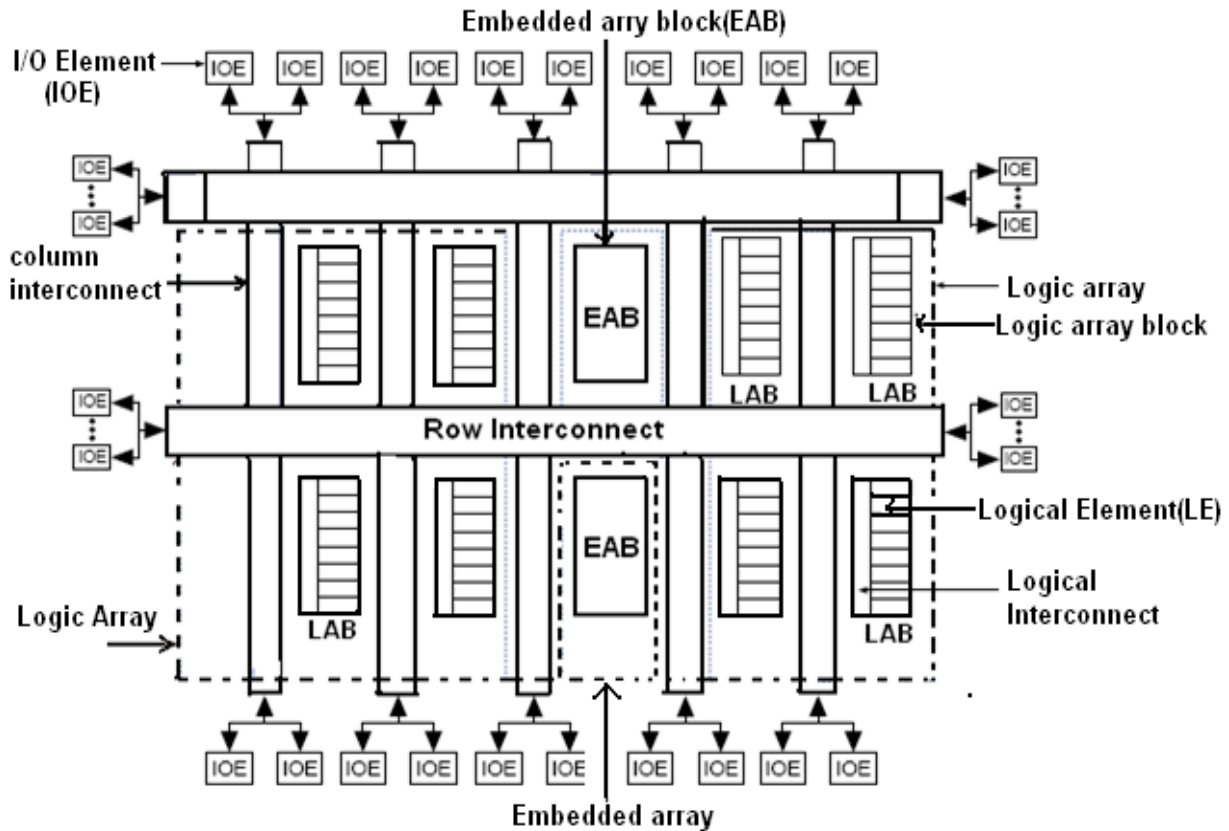 Embedded arry block(EAB)
I/O Element
(IOE)
IOE IOE IOE IOE IOE IOE IOE IOE IOE IOE
IOE IOE
IOE IOE
column
interconnect
EAB
Logic array
Logic array block
LAB LAB
IOE IOE
Row Interconnect
IOE IOE
EAB
Logical Element(LE)
Logical
Interconnect
Logic Array
LAB LAB
IOE IOE IOE IOE IOE IOE IOE IOE IOE IOE
Embedded array